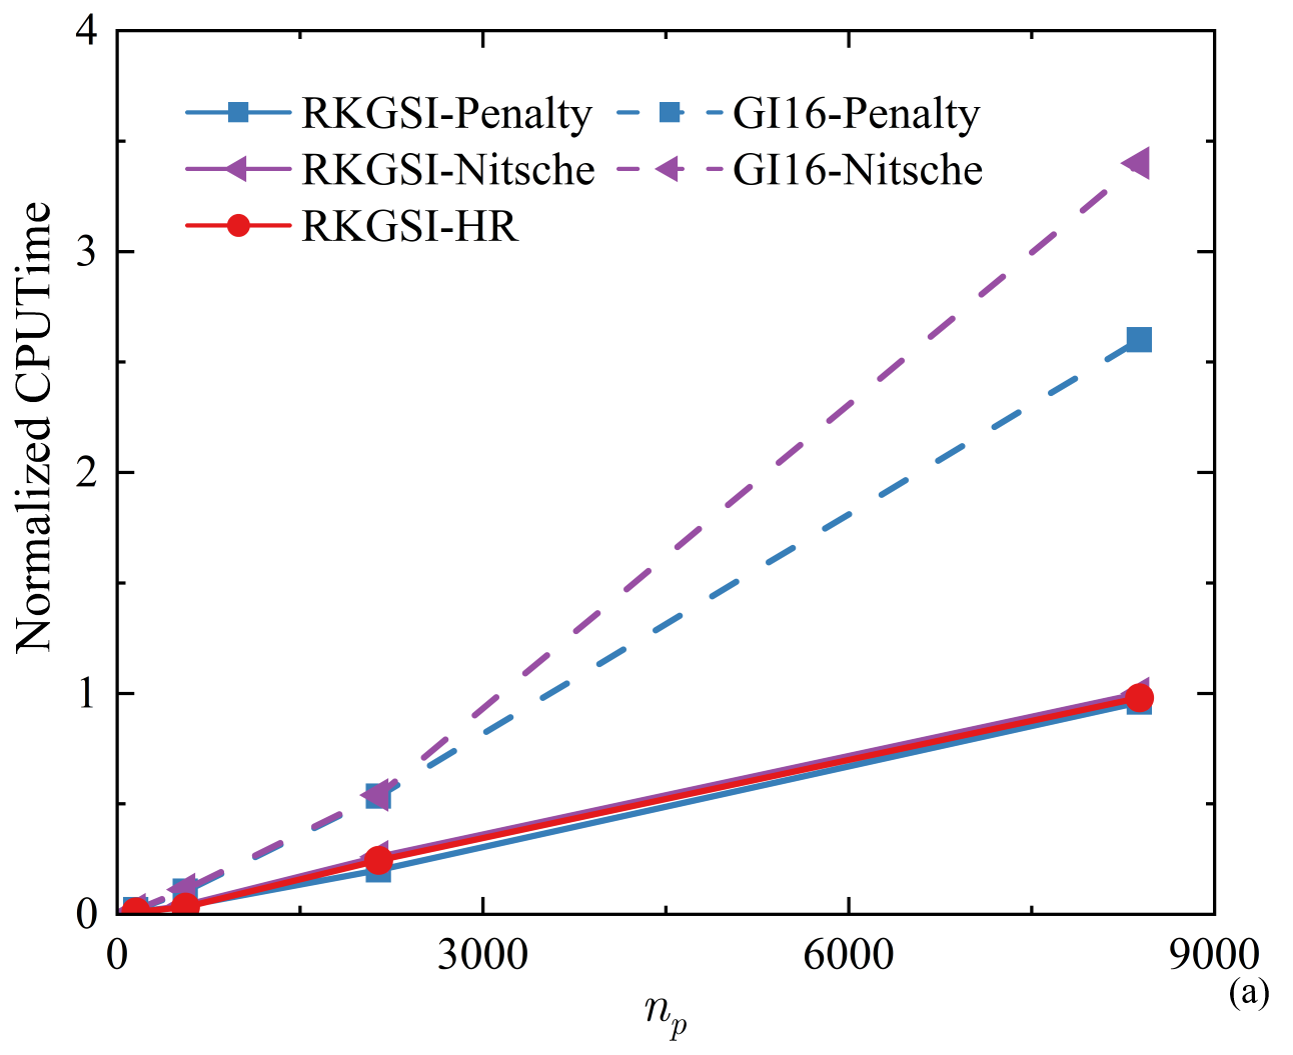 4
3
2
1
0
Normalized CPUTime
RKGSI-Penalty
GI16-Penalty
RKGSI-Nitsche
GI16-Nitsche
RKGSI-HR
0
3000
6000
9000
n_p
(a)